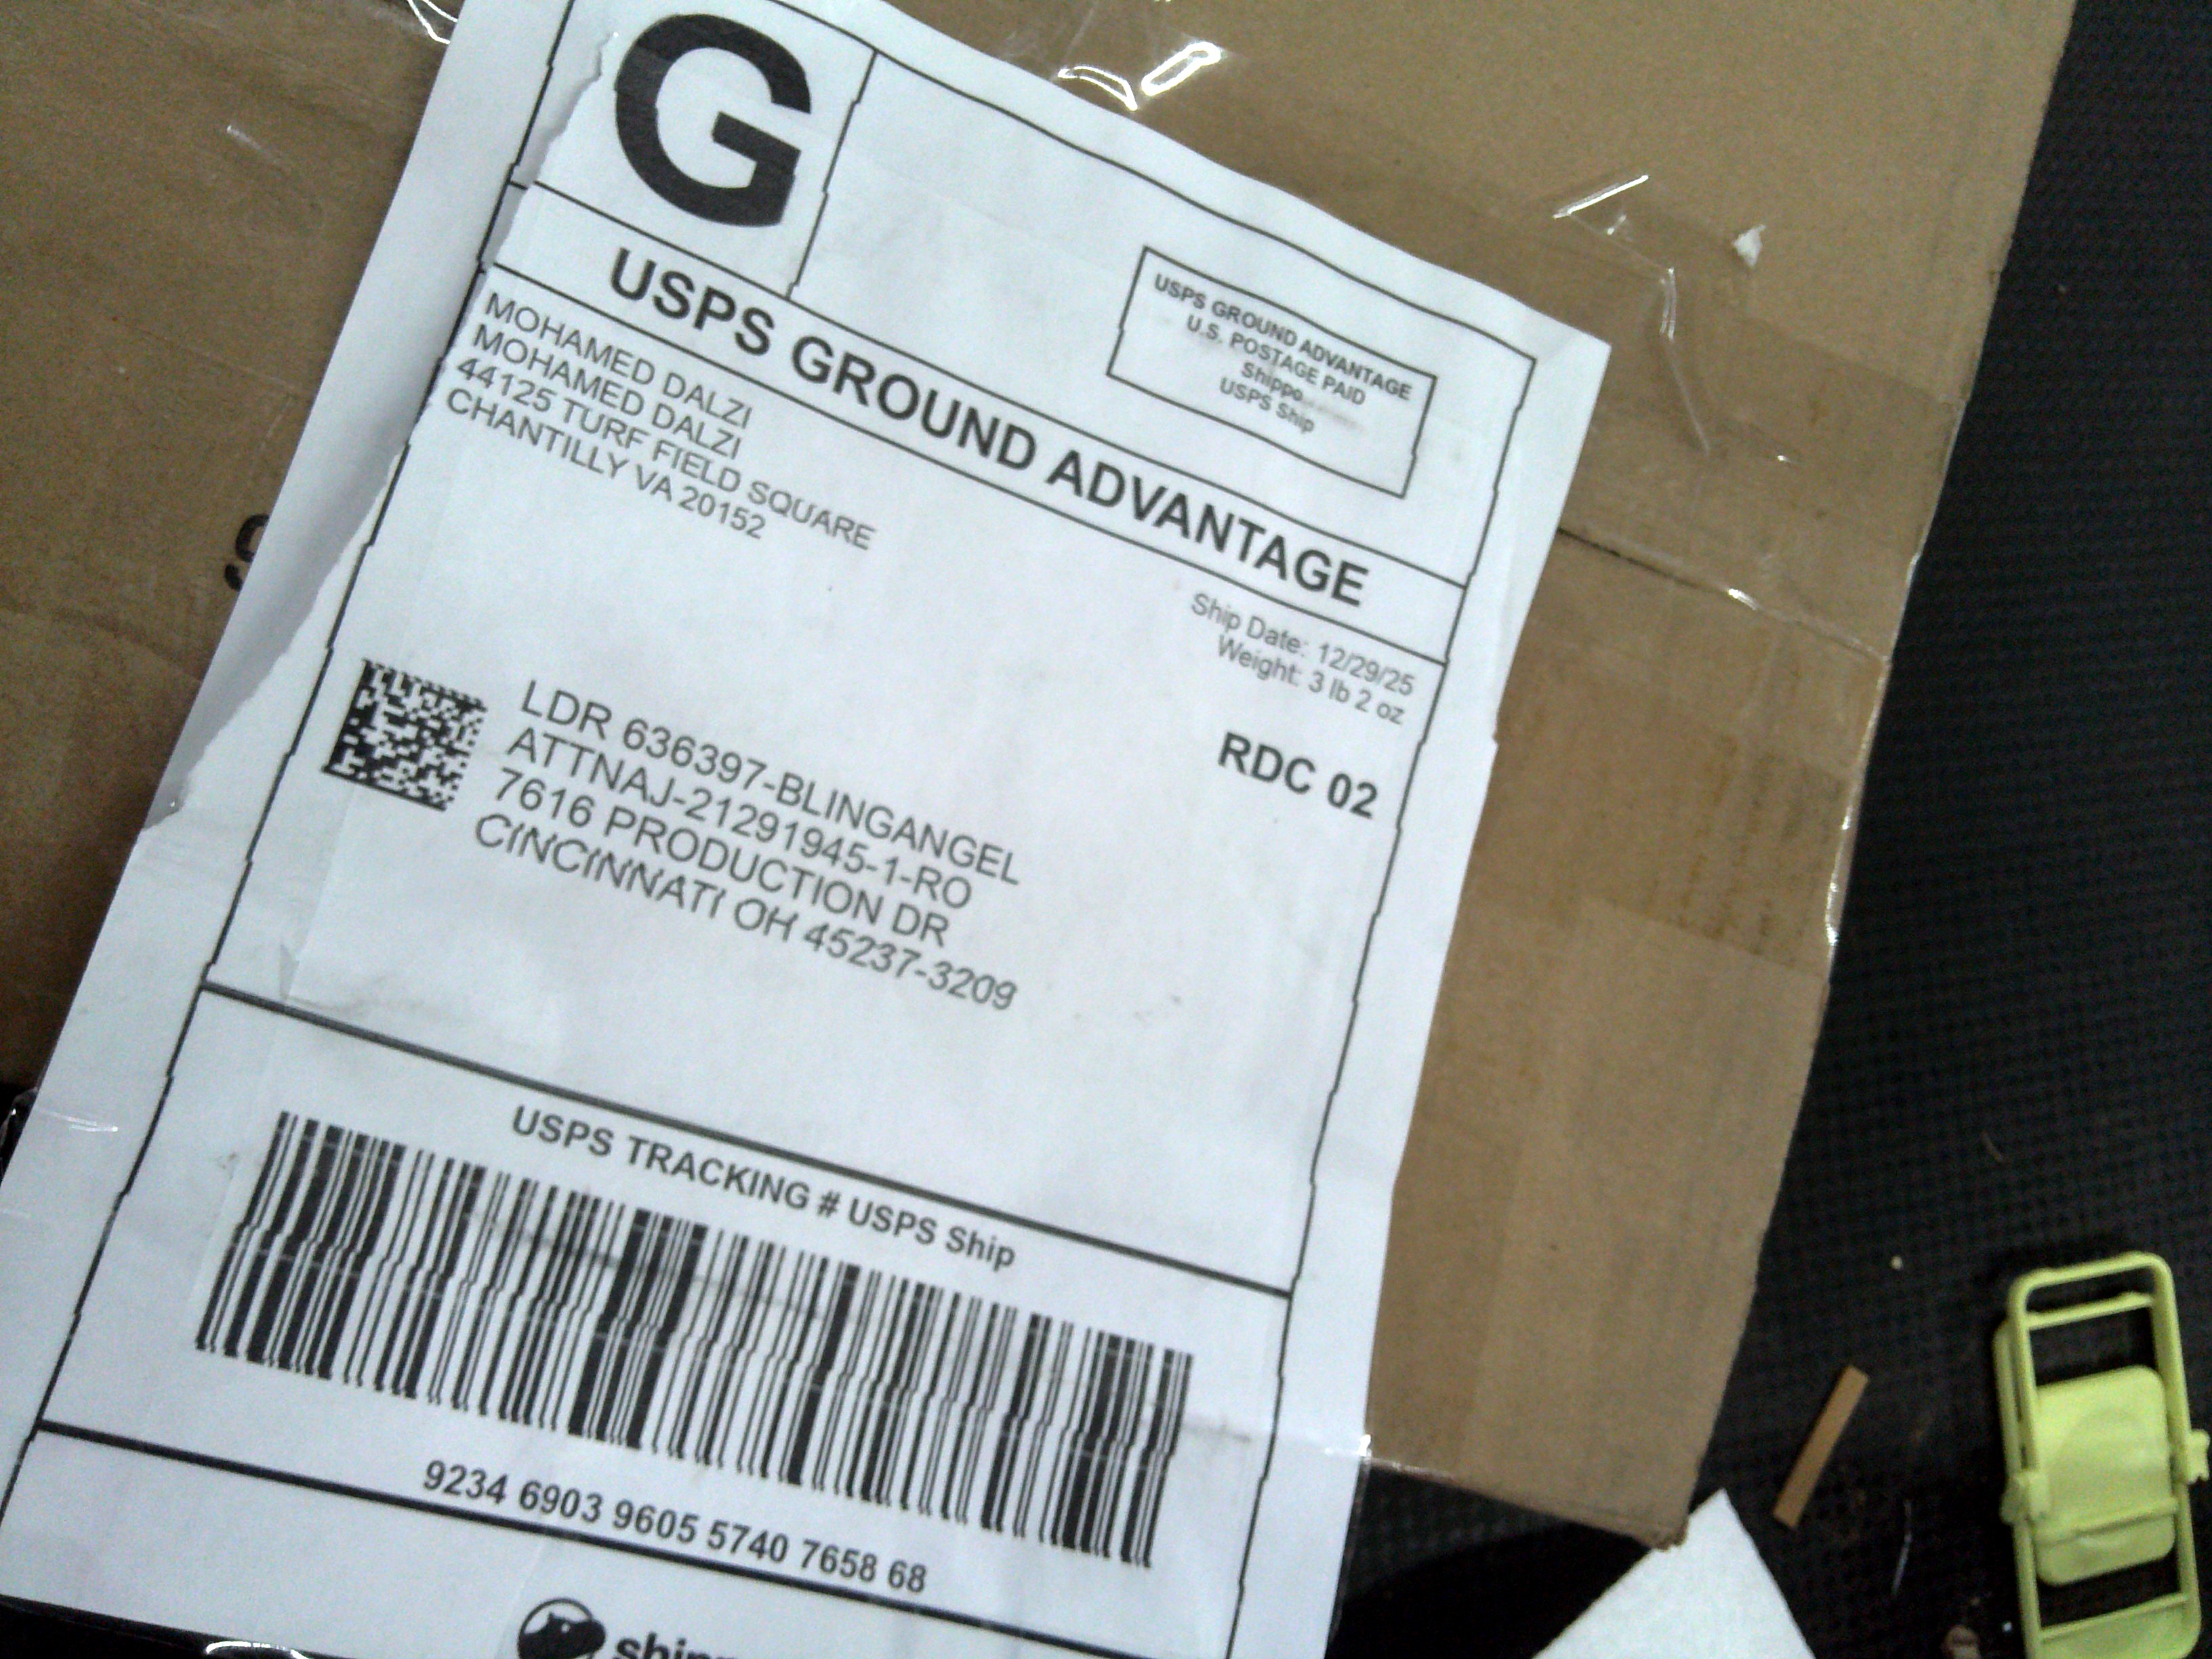 G
USPS GROUND ADVANTAGE
U.S. POSTAGE PAID
Shippo
USPS Ship
USPS GROUND ADVANTAGE
MOHAMED DALZI
MOHAMED DALZI
44125 TURF FIELD SQUARE
CHANTILLY VA 20152
Ship Date: 12/29/25
Weight: 3 lb 2 oz
RDC 02
LDR 636397-BLINGANGEL
ATTNAJ-21291945-1-RO
7616 PRODUCTION DR
CINCINNATI OH 45237-3209
USPS TRACKING # USPS Ship
9234 6903 9605 5740 7658 68